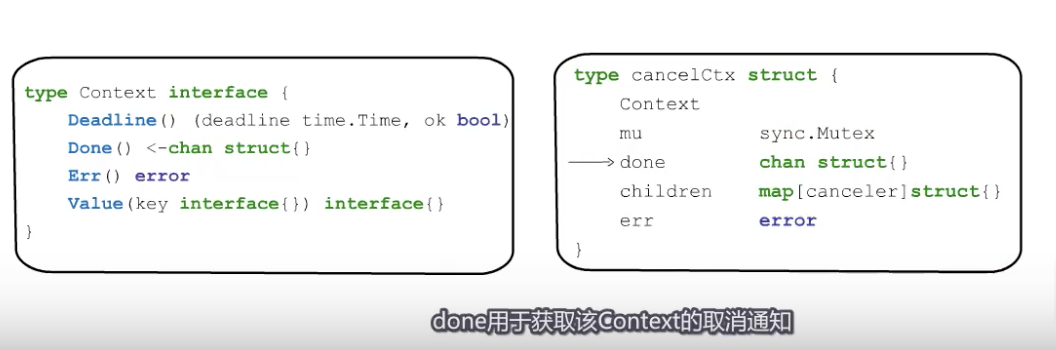 type Context interface {
Deadline() (deadline time.Time, ok bool)
Done() <-chan struct{}
Err() error
Value(key interface{}) interface{}
}
type cancelCtx struct {
Context
mu sync.Mutex
done chan struct{}
children map[canceler]struct{}
err error
}
done用于获取该Context的取消通知